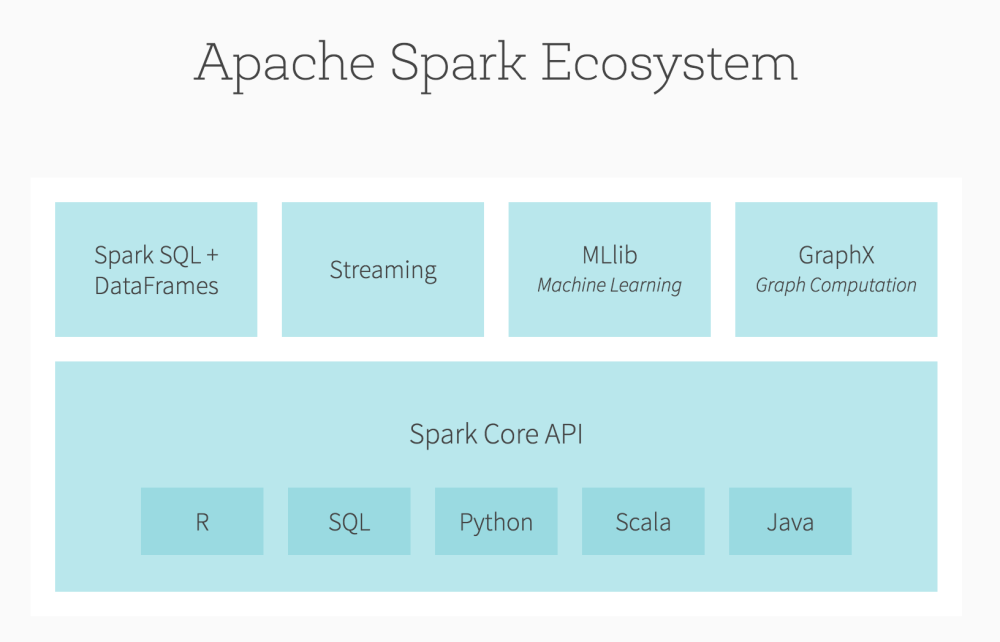 Apache Spark Ecosystem
Spark SQL +
DataFrames
Streaming
MLlib
Machine Learning
GraphX
Graph Computation
Spark Core API
R
SQL
Python
Scala
Java